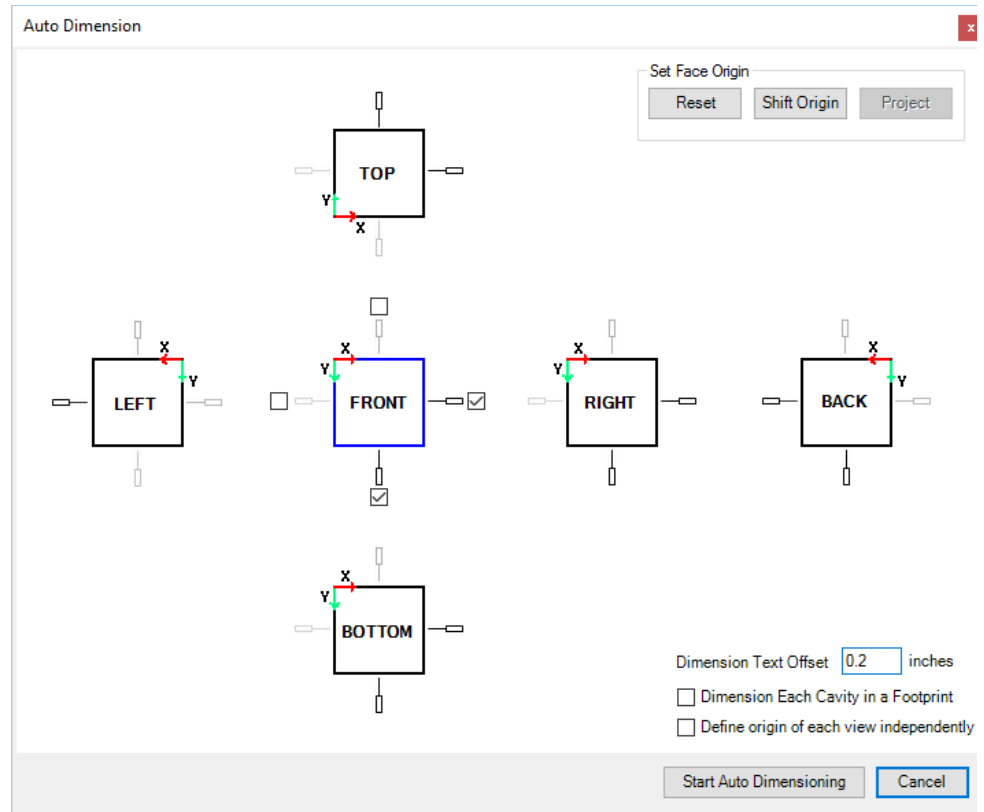 Auto Dimension
x
Set Face Origin
Reset Shift Origin Project
TOP
Y
X
X
Y
LEFT
X
Y
FRONT
X
Y
RIGHT
X
Y
BACK
X
Y
BOTTOM
Dimension Text Offset 0.2 inches
Dimension Each Cavity in a Footprint
Define origin of each view independently
Start Auto Dimensioning Cancel